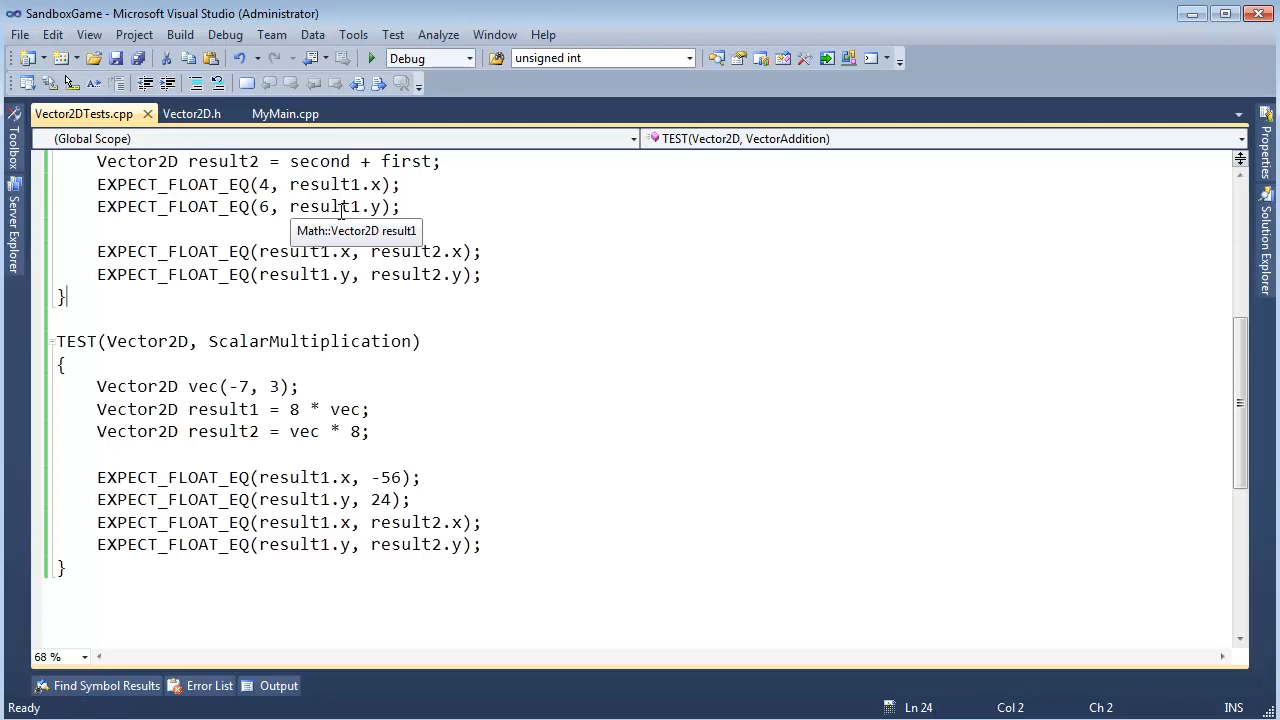 SandboxGame - Microsoft Visual Studio (Administrator)
File Edit View Project Build Debug Team Data Tools Test Analyze Window Help
Debug unsigned int
Vector2DTests.cpp Vector2D.h MyMain.cpp
(Global Scope) TEST(Vector2D, VectorAddition)
Toolbox
Server Explorer
Properties
Solution Explorer
Vector2D result2 = second + first;
EXPECT_FLOAT_EQ(4, result1.x);
EXPECT_FLOAT_EQ(6, result1.y);
Math::Vector2D result1
EXPECT_FLOAT_EQ(result1.x, result2.x);
EXPECT_FLOAT_EQ(result1.y, result2.y);
}
TEST(Vector2D, ScalarMultiplication)
{
Vector2D vec(-7, 3);
Vector2D result1 = 8 * vec;
Vector2D result2 = vec * 8;
EXPECT_FLOAT_EQ(result1.x, -56);
EXPECT_FLOAT_EQ(result1.y, 24);
EXPECT_FLOAT_EQ(result1.x, result2.x);
EXPECT_FLOAT_EQ(result1.y, result2.y);
}
68 %
Find Symbol Results Error List Output
Ready Ln 24 Col 2 Ch 2 INS